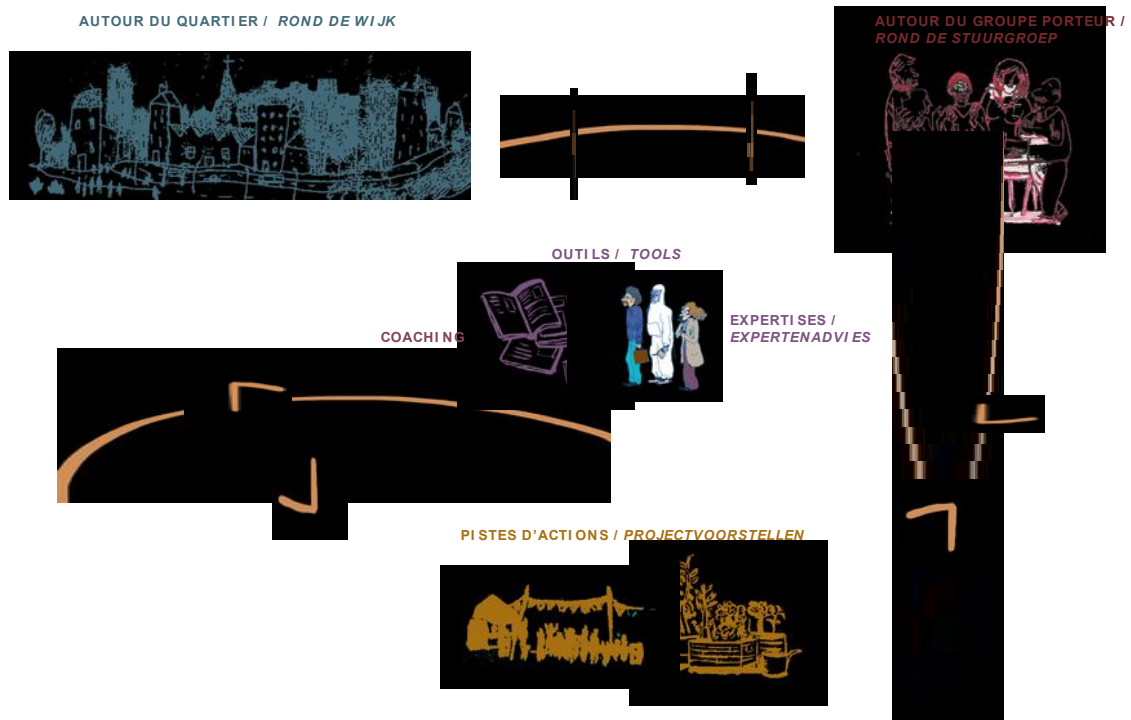 AUTOUR DU QUARTIER / ROND DE WIJK
AUTOUR DU GROUPE PORTEUR /
ROND DE STUURGROEP
OUTILS / TOOLS
EXPERTISES /
EXPERTENADVIES
COACHING
PISTES D’ACTIONS / PROJECTVOORSTELLEN